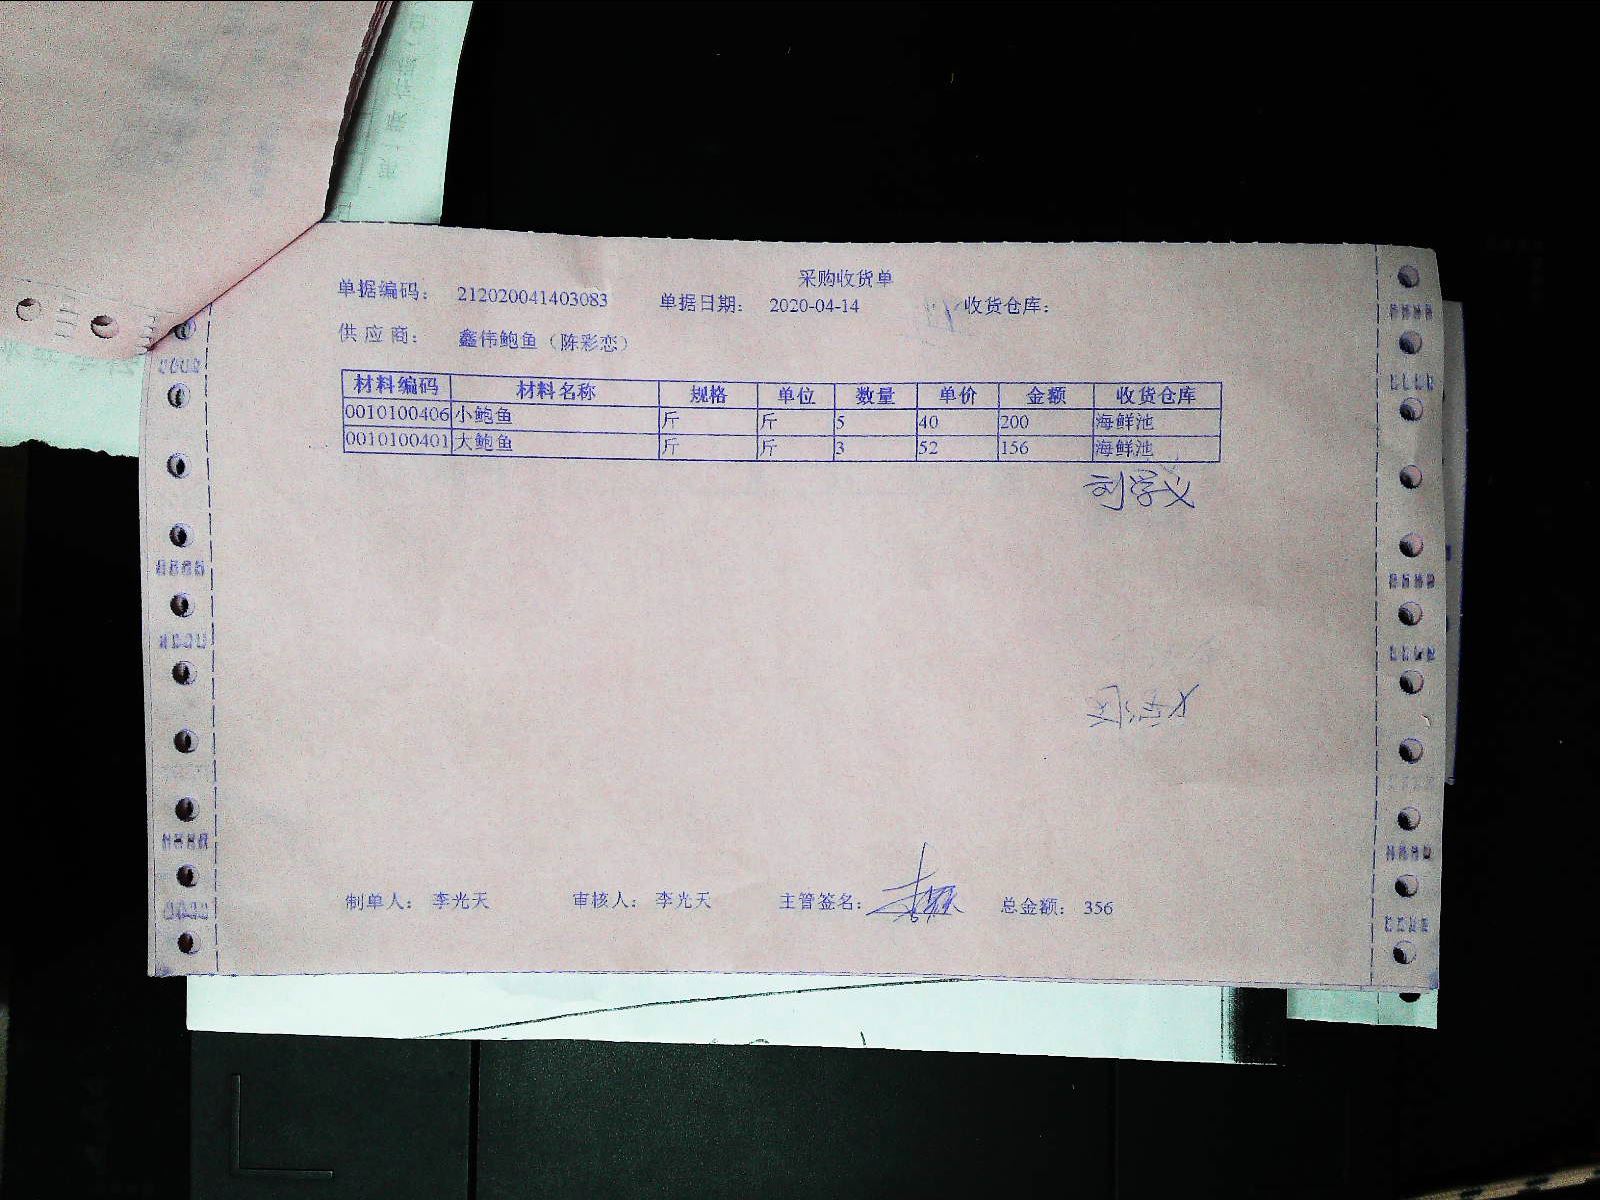 采购收货单
单据编码: 212020041403083 单据日期: 2020-04-14 收货仓库:
供应商: 鑫伟鲍鱼（陈彩恋）
材料编码 材料名称 规格 单位 数量 单价 金额 收货仓库
0010100406 小鲍鱼 斤 斤 5 40 200 海鲜池
0010100401 大鲍鱼 斤 斤 3 52 156 海鲜池
制单人: 李光天 审核人: 李光天 主管签名: 总金额: 356